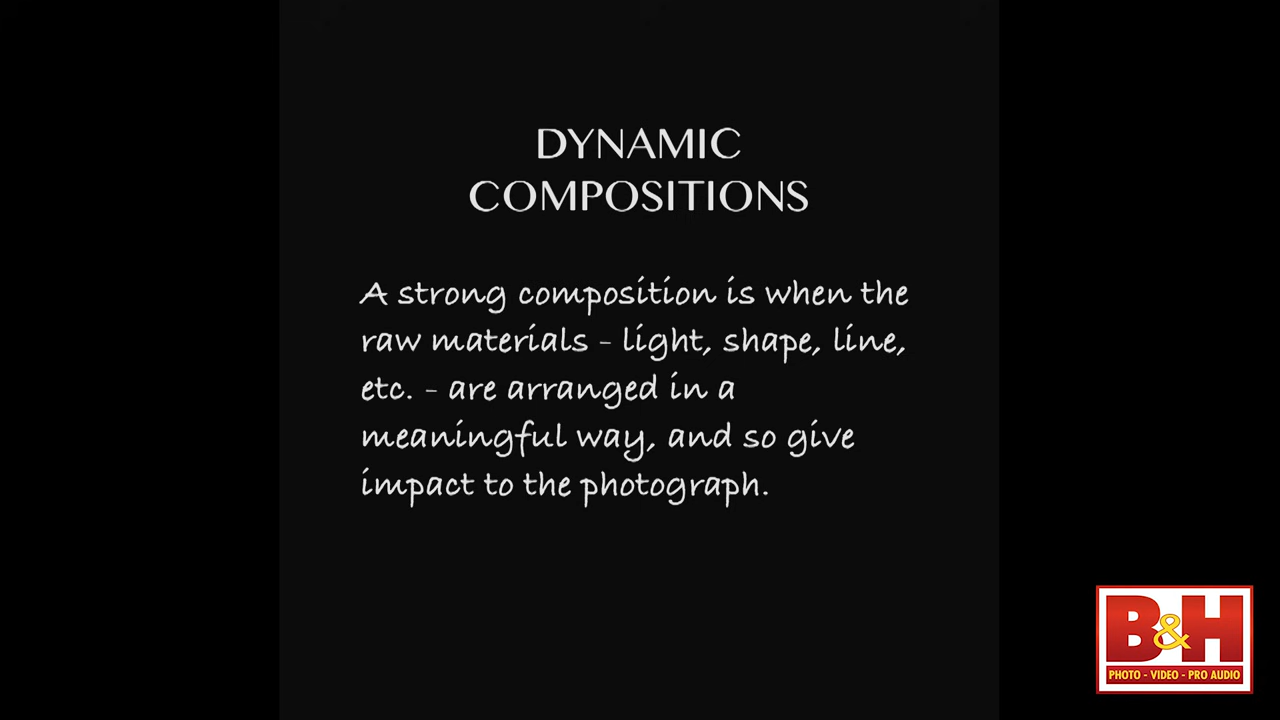 DYNAMIC
COMPOSITIONS
A strong composition is when the
raw materials - light, shape, line,
etc. - are arranged in a
meaningful way, and so give
impact to the photograph.
B&H
PHOTO - VIDEO - PRO AUDIO